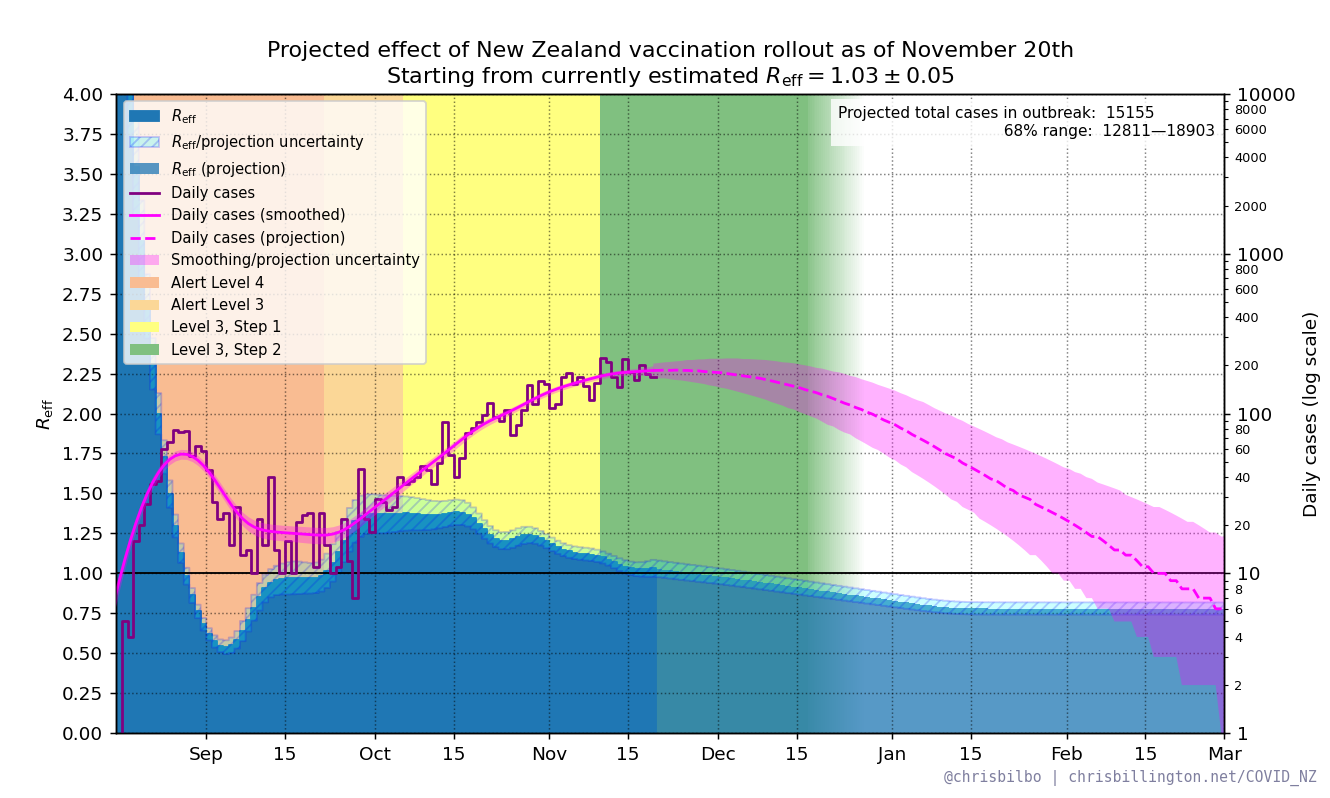 Projected effect of New Zealand vaccination rollout as of November 20th
Starting from currently estimated Reff = 1.03 ± 0.05
Projected total cases in outbreak: 15155
68% range: 12811—18903
Reff
Reff/projection uncertainty
Reff (projection)
Daily cases
Daily cases (smoothed)
Daily cases (projection)
Smoothing/projection uncertainty
Alert Level 4
Alert Level 3
Level 3, Step 1
Level 3, Step 2
Reff
4.00
3.75
3.50
3.25
3.00
2.75
2.50
2.25
2.00
1.75
1.50
1.25
1.00
0.75
0.50
0.25
0.00
10000
8000
6000
4000
2000
1000
800
600
400
200
100
80
60
40
20
10
8
6
4
2
1
Daily cases (log scale)
Sep 15 Oct 15 Nov 15 Dec 15 Jan 15 Feb 15 Mar
@chrisbilbo | chrisbillington.net/COVID_NZ